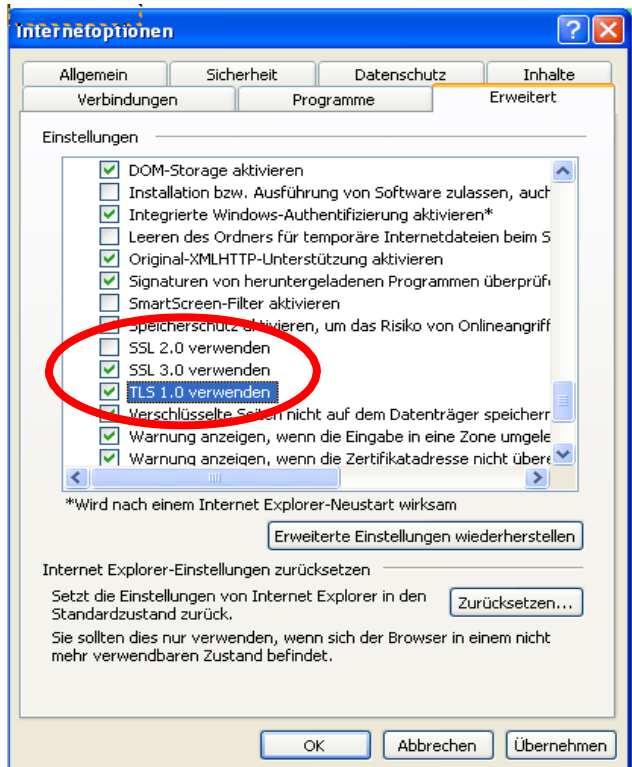 Internetoptionen
Allgemein Sicherheit Datenschutz Inhalte
Verbindungen Programme Erweitert
Einstellungen
DOM-Storage aktivieren
Installation bzw. Ausführung von Software zulassen, auch
Integrierte Windows-Authentifizierung aktivieren*
Leeren des Ordners für temporäre Internetdateien beim S
Original-XMLHTTP-Unterstützung aktivieren
Signaturen von heruntergeladenen Programmen überprüfe
SmartScreen-Filter aktivieren
Speicherschutz aktivieren, um das Risiko von Onlineangriff
SSL 2.0 verwenden
SSL 3.0 verwenden
TLS 1.0 verwenden
Verschlüsselte Seiten nicht auf dem Datenträger speichern
Warnung anzeigen, wenn die Eingabe in eine Zone umgele
Warnung anzeigen, wenn die Zertifikatadresse nicht übere
*Wird nach einem Internet Explorer-Neustart wirksam
Erweiterte Einstellungen wiederherstellen
Internet Explorer-Einstellungen zurücksetzen
Setzt die Einstellungen von Internet Explorer in den
Standardzustand zurück.
Zurücksetzen...
Sie sollten dies nur verwenden, wenn sich der Browser in einem nicht
mehr verwendbaren Zustand befindet.
OK Abbrechen Übernehmen